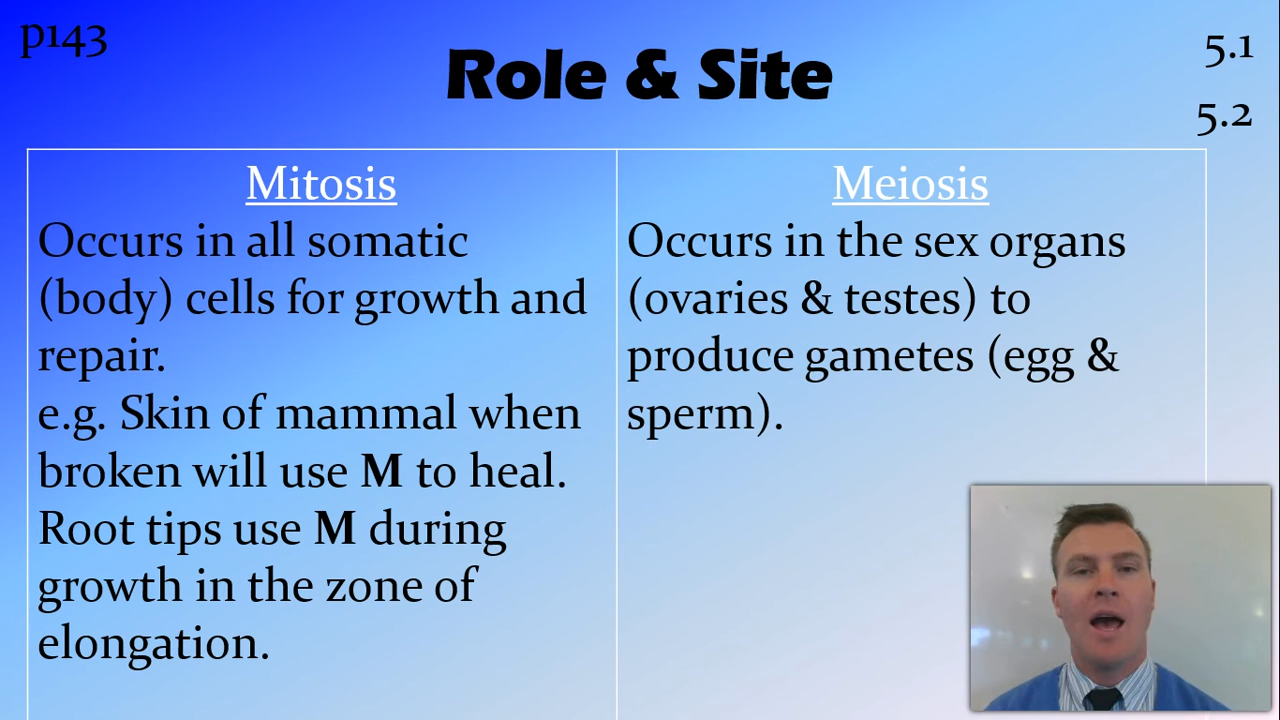 p143
Role & Site
5.1
5.2
Mitosis
Occurs in all somatic
(body) cells for growth and
repair.
e.g. Skin of mammal when
broken will use M to heal.
Root tips use M during
growth in the zone of
elongation.
Meiosis
Occurs in the sex organs
(ovaries & testes) to
produce gametes (egg &
sperm).